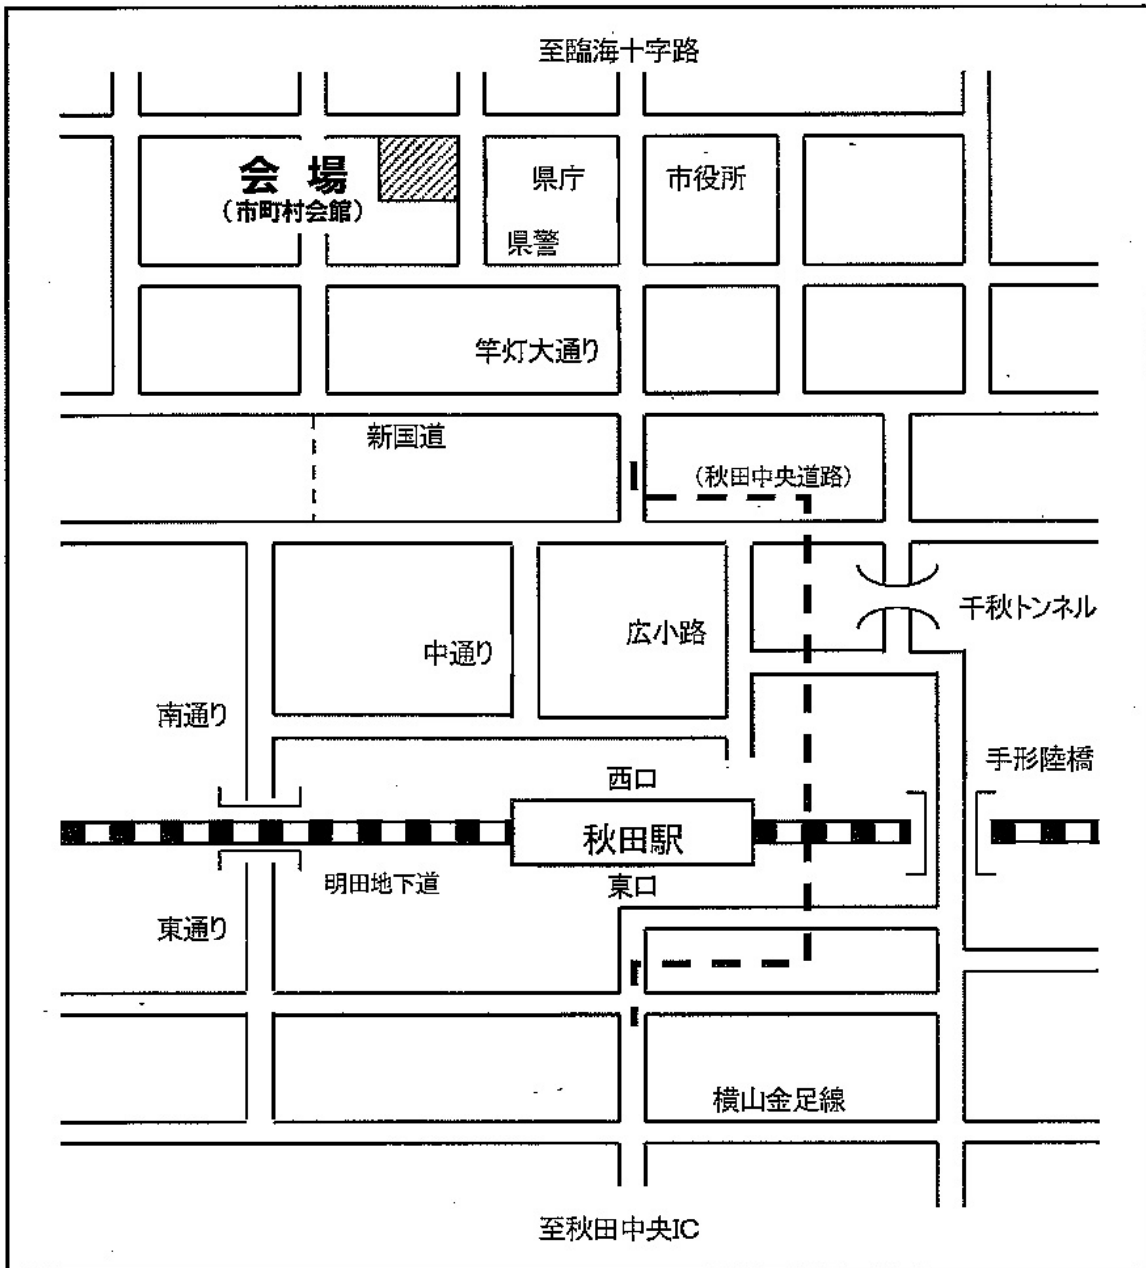 至臨海十字路
会場
（市町村会館）
県庁
市役所
県警
竿灯大通り
新国道
（秋田中央道路）
千秋トンネル
広小路
中通り
南通り
手形陸橋
西口
秋田駅
東口
明田地下道
東通り
横山金足線
至秋田中央IC